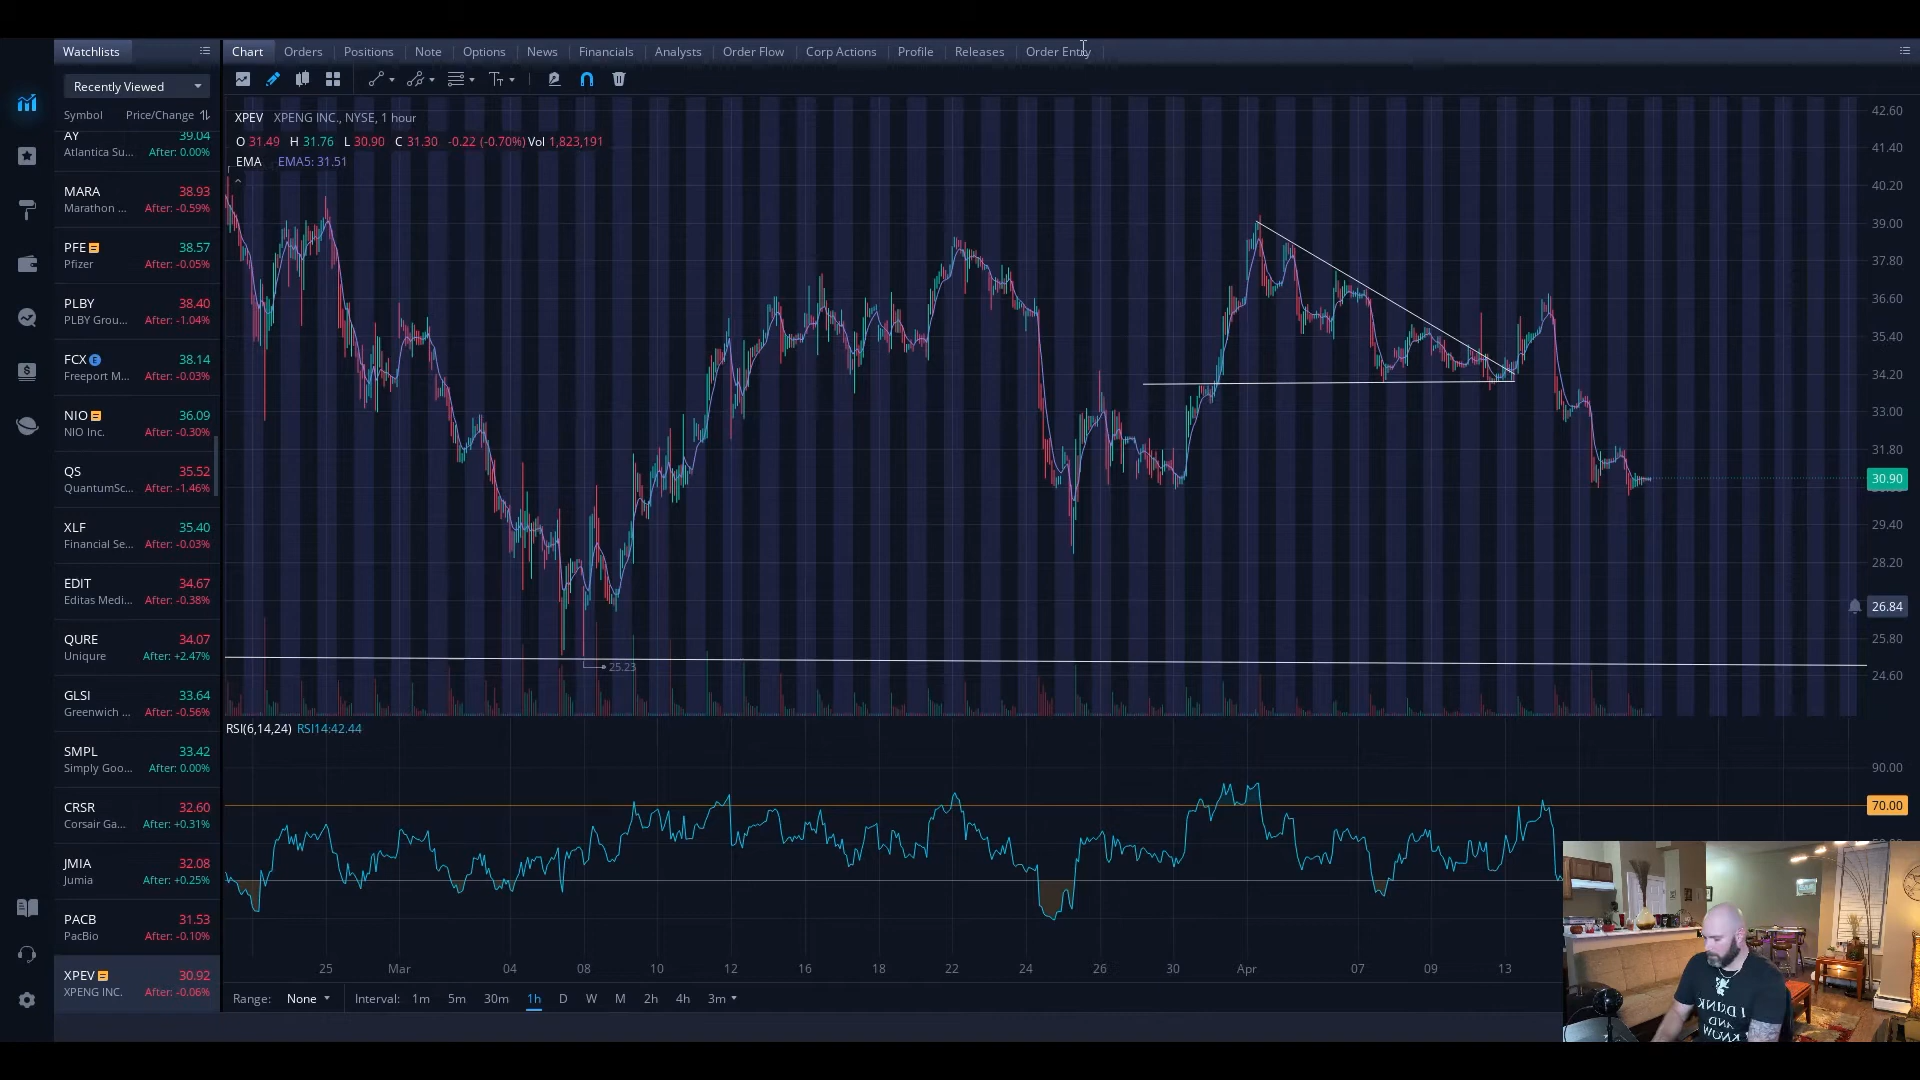 Watchlists
Chart Orders Positions Note Options News Financials Analysts Order Flow Corp Actions Profile Releases Order Entry
Recently Viewed
Symbol Price/Change
AY 39.04
Atlantica Su... After: 0.00%
MARA 38.93
Marathon ... After: -0.59%
PFE 38.57
Pfizer After: -0.05%
PLBY 38.40
PLBY Grou... After: -1.04%
FCX E 38.14
Freeport M... After: -0.03%
NIO 36.09
NIO Inc. After: -0.30%
QS 35.52
QuantumSc... After: -1.46%
XLF 35.40
Financial Se... After: -0.03%
EDIT 34.67
Editas Medi... After: -0.38%
QURE 34.07
Uniqure After: +2.47%
GLSI 33.64
Greenwich ... After: -0.56%
SMPL 33.42
Simply Goo... After: 0.00%
CRSR 32.60
Corsair Ga... After: +0.31%
JMIA 32.08
Jumia After: +0.25%
PACB 31.53
PacBio After: -0.10%
XPEV 30.92
XPENG INC. After: -0.06%
XPEV XPENG INC., NYSE, 1 hour
O 31.49 H 31.76 L 30.90 C 31.30 -0.22 (-0.70%) Vol 1,823,191
EMA EMA5: 31.51
42.60
41.40
40.20
39.00
37.80
36.60
35.40
34.20
33.00
31.80
30.90
29.40
28.20
26.84
25.80
24.60
25.23
RSI(6,14,24) RSI14:42.44
90.00
70.00
25 Mar 04 08 10 12 16 18 22 24 26 30 Apr 07 09 13
Range: None Interval: 1m 5m 30m 1h D W M 2h 4h 3m
I DRINK
AND
KNOW